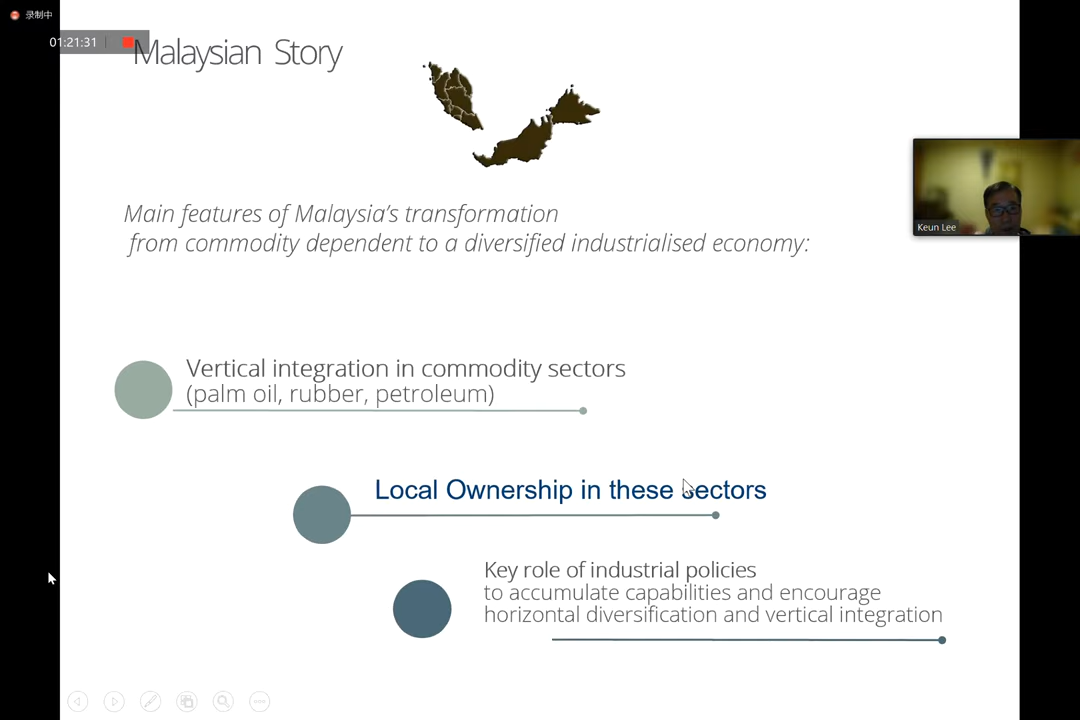 录制中
01:21:31
Malaysian Story
Keun Lee
Main features of Malaysia's transformation
from commodity dependent to a diversified industrialised economy:
Vertical integration in commodity sectors
(palm oil, rubber, petroleum)
Local Ownership in these sectors
Key role of industrial policies
to accumulate capabilities and encourage
horizontal diversification and vertical integration